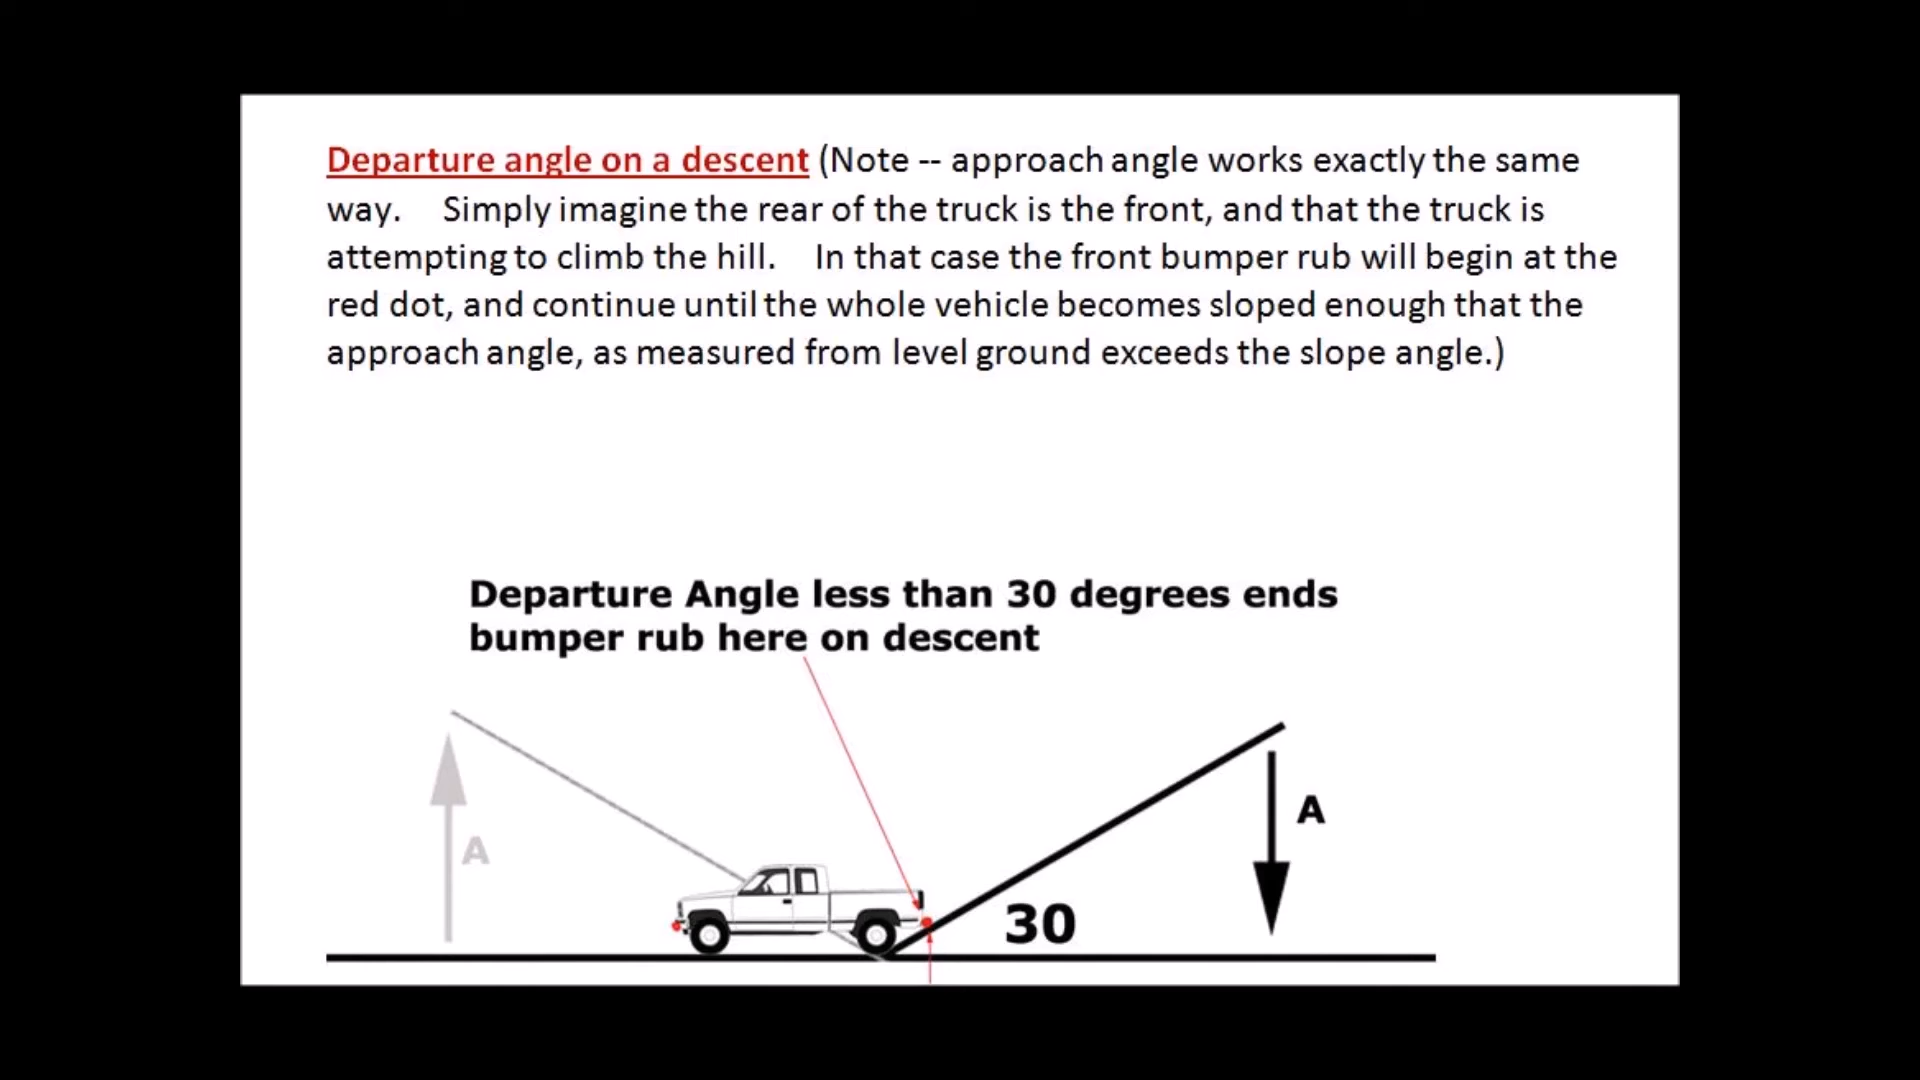 Departure angle on a descent (Note -- approach angle works exactly the same
way. Simply imagine the rear of the truck is the front, and that the truck is
attempting to climb the hill. In that case the front bumper rub will begin at the
red dot, and continue until the whole vehicle becomes sloped enough that the
approach angle, as measured from level ground exceeds the slope angle.)
Departure Angle less than 30 degrees ends
bumper rub here on descent
A
A
30